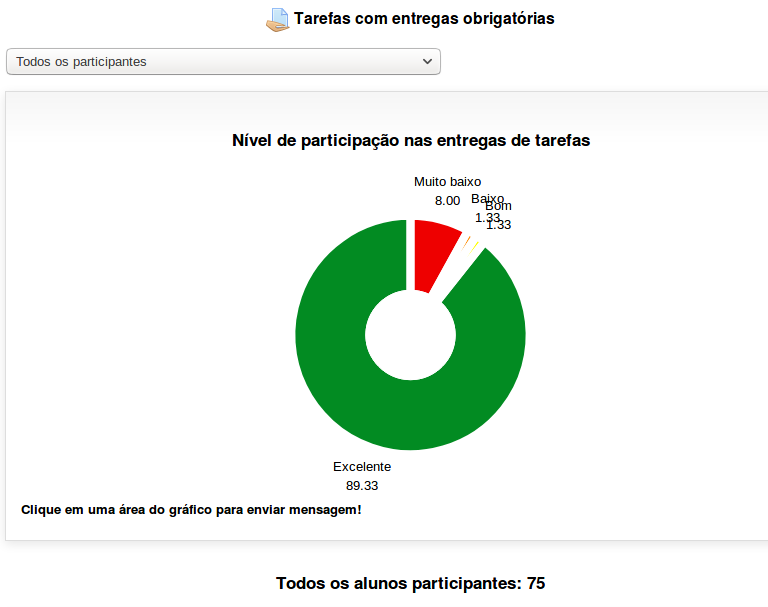 Tarefas com entregas obrigatórias
Todos os participantes
Nível de participação nas entregas de tarefas
Muito baixo
8.00
Baixo
1.33
Bom
1.33
Excelente
89.33
Clique em uma área do gráfico para enviar mensagem!
Todos os alunos participantes: 75